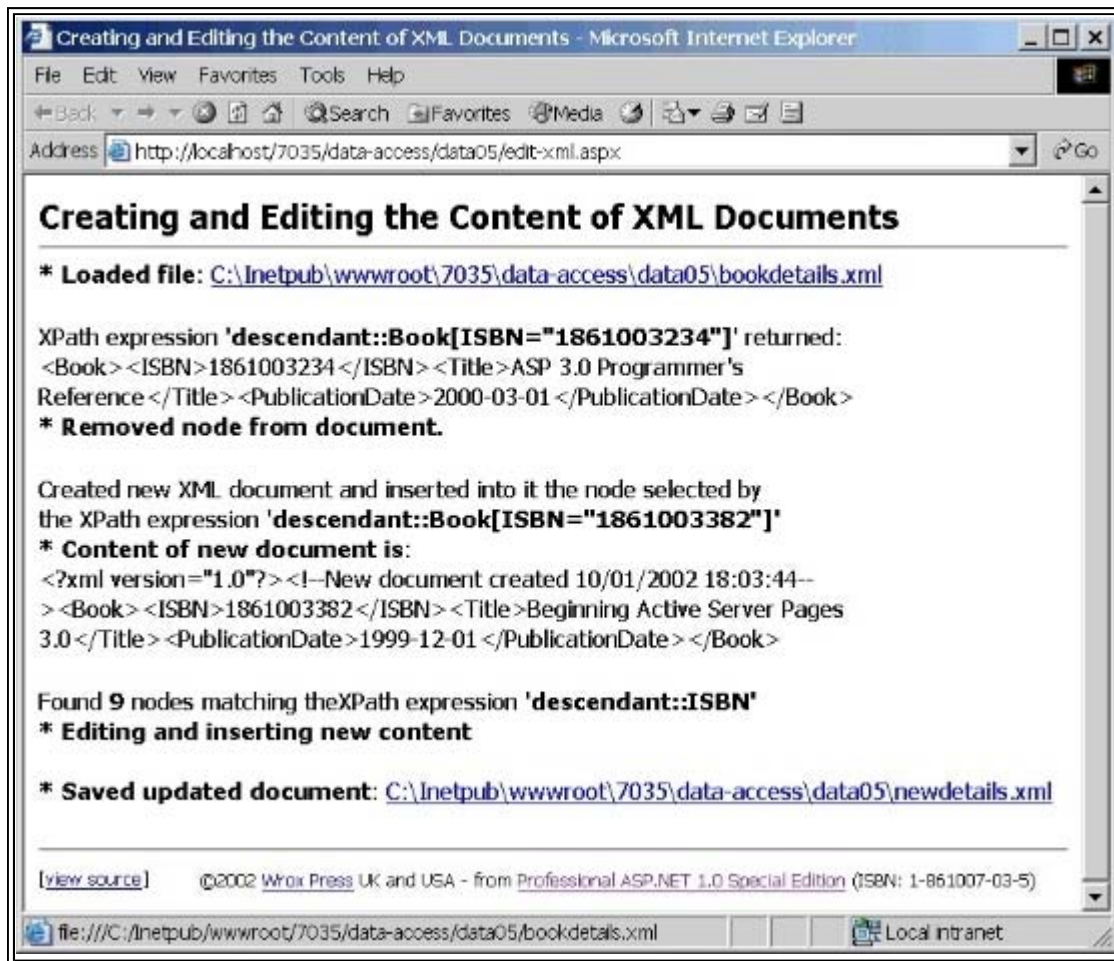 Creating and Editing the Content of XML Documents - Microsoft Internet Explorer
File Edit View Favorites Tools Help
Back Search Favorites Media
Address http://localhost/7035/data-access/data05/edit-xml.aspx Go
Creating and Editing the Content of XML Documents
* Loaded file: C:\Inetpub\wwwroot\7035\data-access\data05\bookdetails.xml
XPath expression 'descendant::Book[ISBN="1861003234"]' returned:
<Book><ISBN>1861003234</ISBN><Title>ASP 3.0 Programmer's
Reference</Title><PublicationDate>2000-03-01</PublicationDate></Book>
* Removed node from document.
Created new XML document and inserted into it the node selected by
the XPath expression 'descendant::Book[ISBN="1861003382"]'
* Content of new document is:
<?xml version="1.0"?><!--New document created 10/01/2002 18:03:44--
><Book><ISBN>1861003382</ISBN><Title>Beginning Active Server Pages
3.0</Title><PublicationDate>1999-12-01</PublicationDate></Book>
Found 9 nodes matching theXPath expression 'descendant::ISBN'
* Editing and inserting new content
* Saved updated document: C:\Inetpub\wwwroot\7035\data-access\data05\newdetails.xml
[view source] ©2002 Wrox Press UK and USA - from Professional ASP.NET 1.0 Special Edition (ISBN: 1-861007-03-5)
file:///C:/Inetpub/wwwroot/7035/data-access/data05/bookdetails.xml Local intranet